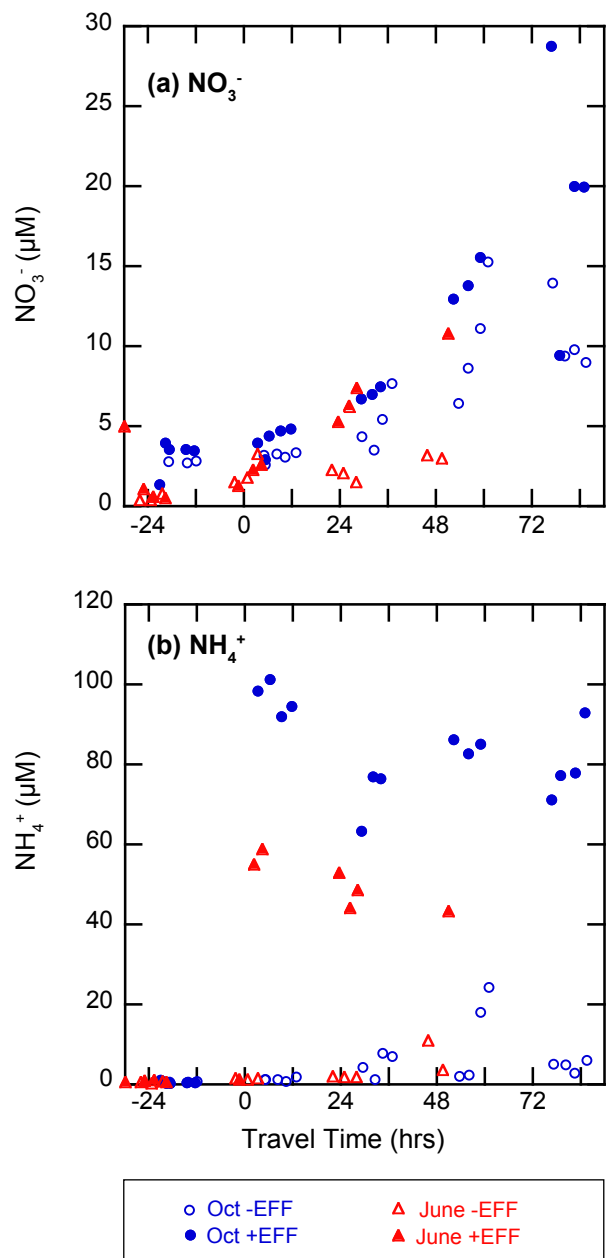 30
(a) NO₃⁻
25
20
15
10
5
0
NO₃⁻ (µM)
-24 0 24 48 72
120
(b) NH₄⁺
100
80
60
40
20
0
NH₄⁺ (µM)
-24 0 24 48 72
Travel Time (hrs)
Oct -EFF June -EFF
Oct +EFF June +EFF